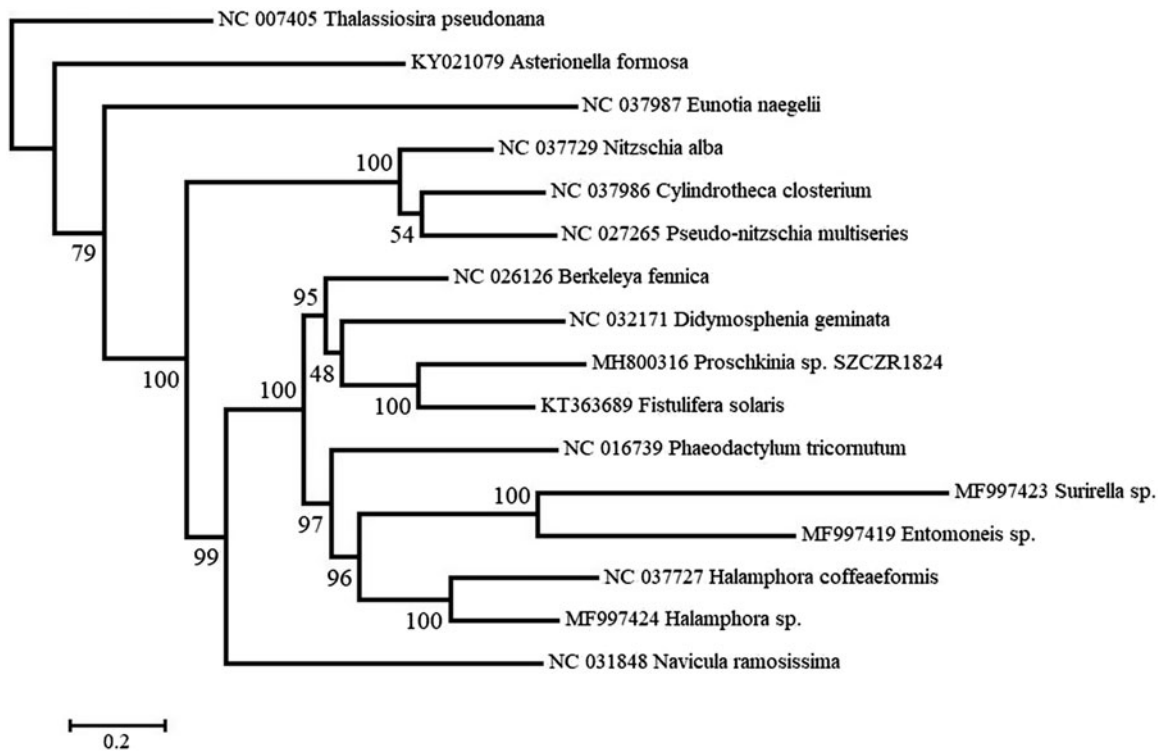 NC 007405 Thalassiosira pseudonana
KY021079 Asterionella formosa
NC 037987 Eunotia naegelii
NC 037729 Nitzschia alba
100
NC 037986 Cylindrotheca closterium
NC 027265 Pseudo-nitzschia multiseries
54
79
NC 026126 Berkeleya fennica
95
NC 032171 Didymosphenia geminata
MH800316 Proschkinia sp. SZCZR1824
48
100
100
100
KT363689 Fistulifera solaris
NC 016739 Phaeodactylum tricornutum
100
MF997423 Surirella sp.
97
MF997419 Entomoneis sp.
99
96
NC 037727 Halamphora coffeaeformis
100
MF997424 Halamphora sp.
NC 031848 Navicula ramosissima
0.2